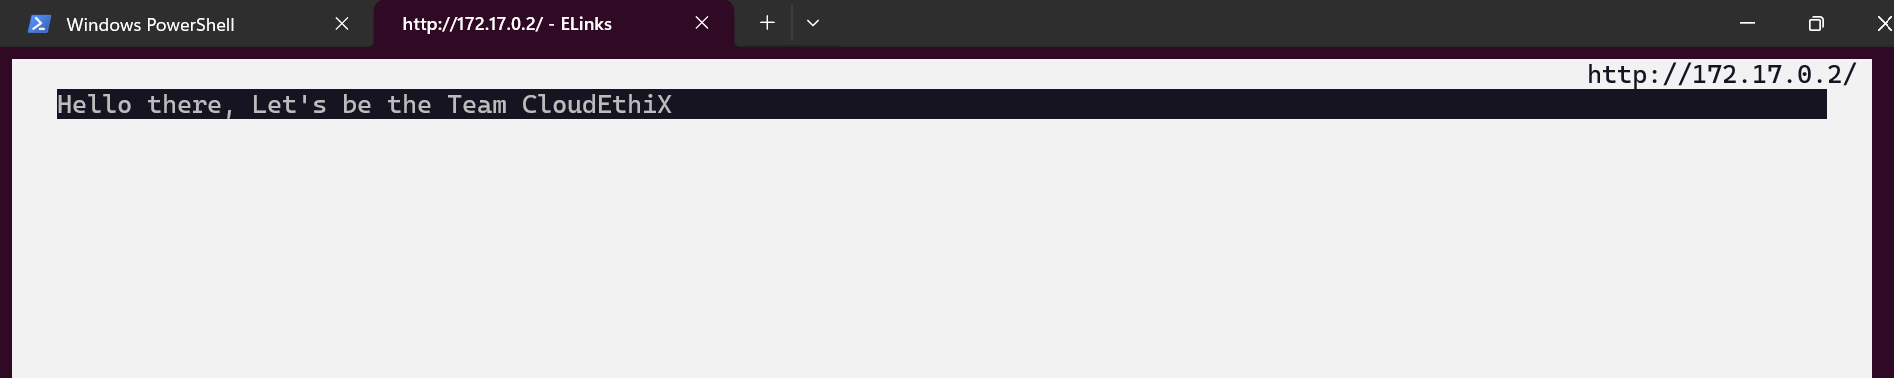 Windows PowerShell
http://172.17.0.2/ - ELinks
http://172.17.0.2/
Hello there, Let's be the Team CloudEthiX